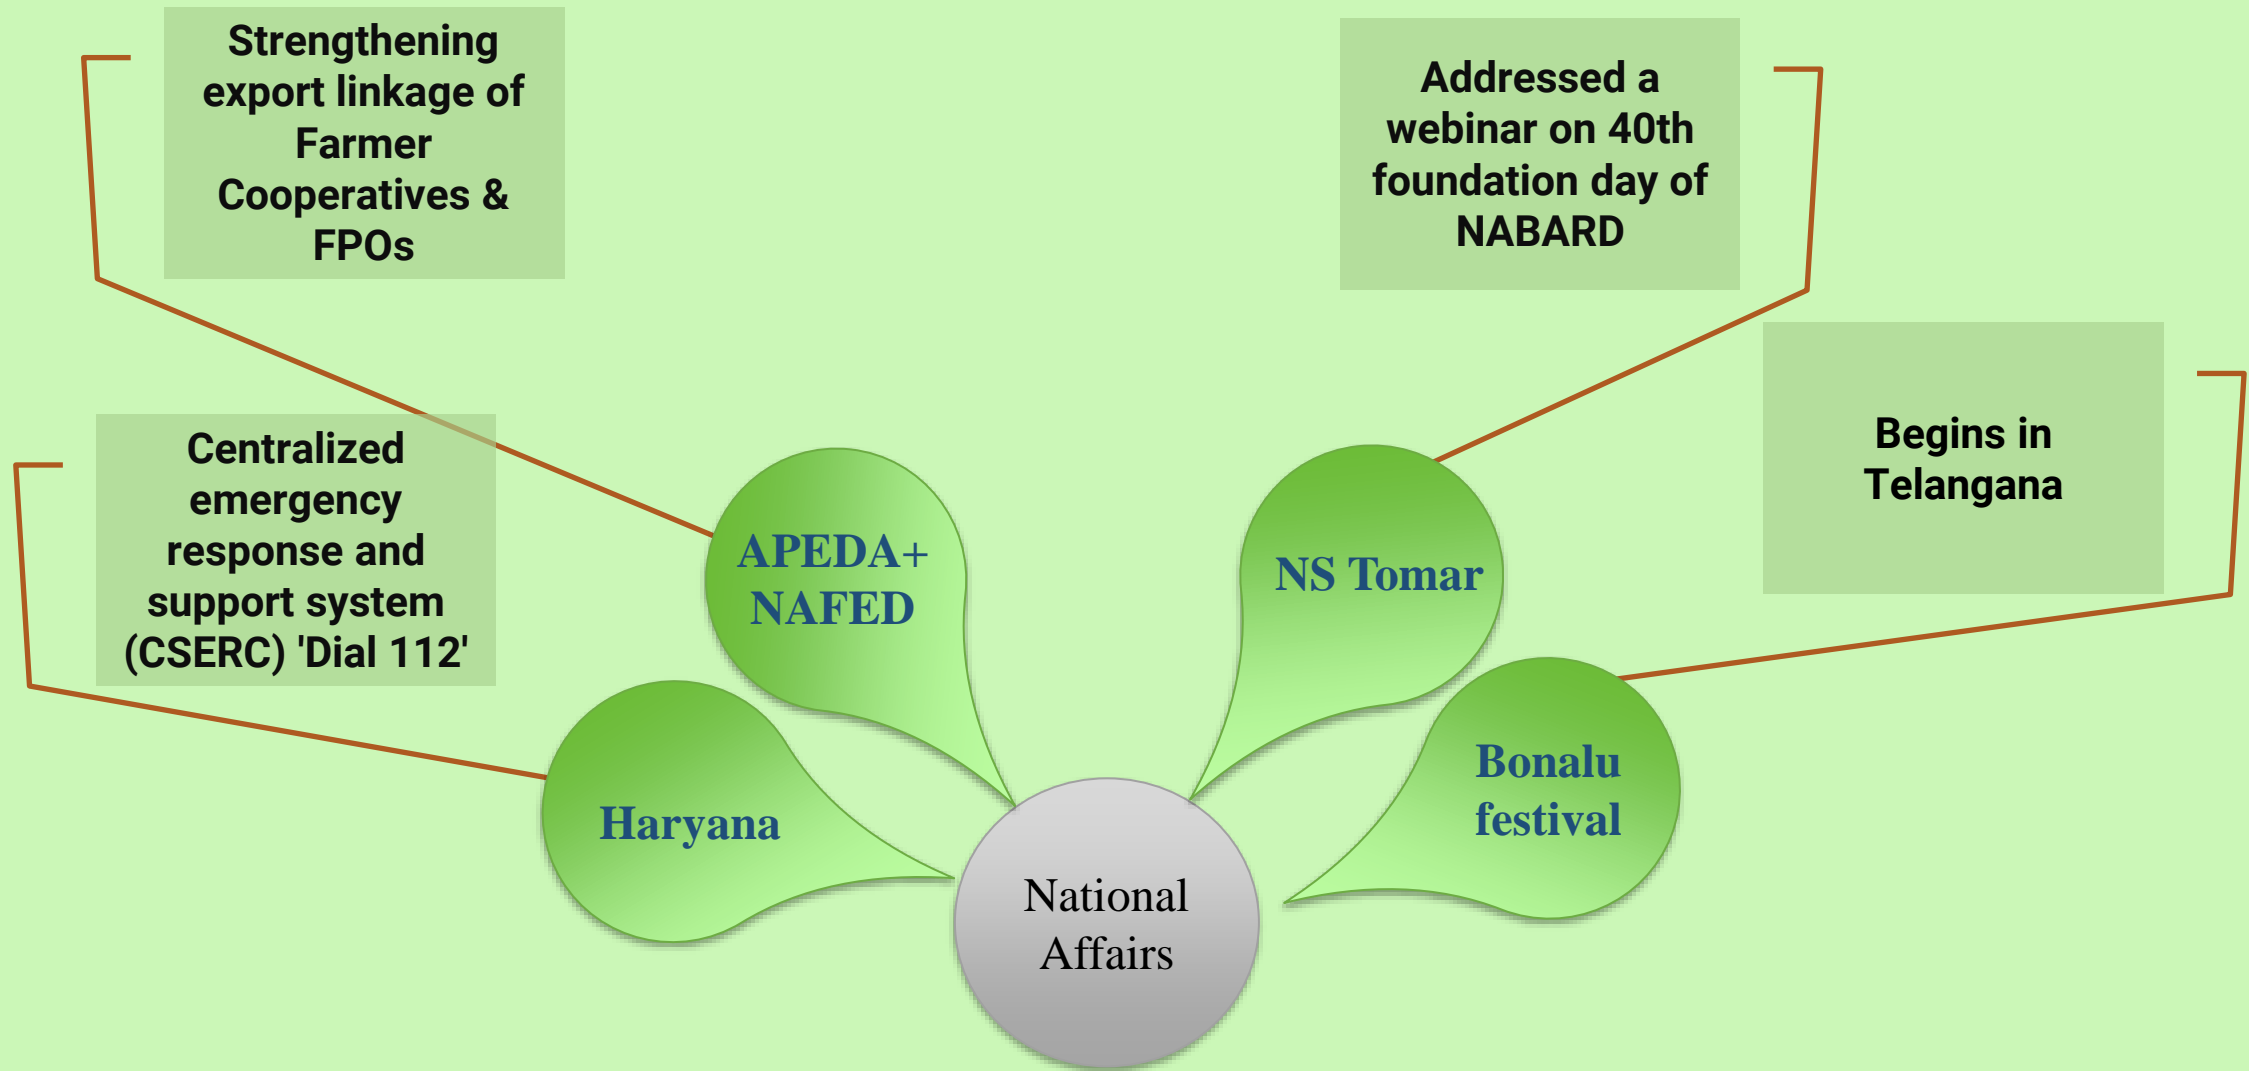 Strengthening
export linkage of
Farmer
Cooperatives &
FPOs
Addressed a
webinar on 40th
foundation day of
NABARD
Centralized
emergency
response and
support system
(CSERC) 'Dial 112'
Begins in
Telangana
APEDA+
NAFED
NS Tomar
Haryana
Bonalu
festival
National
Affairs